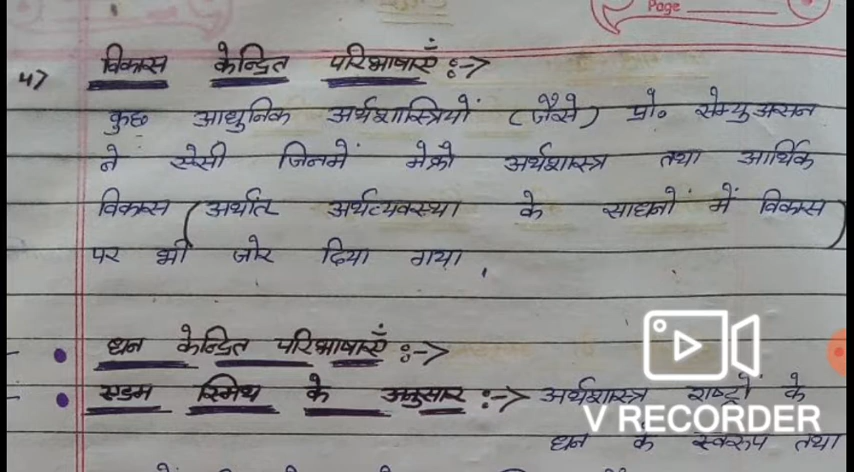 Page
4> विकास केन्द्रित परिभाषाएँ :->
कुछ आधुनिक अर्थशास्त्रियों (जैसे) प्रो० सेम्युअसन
ने ऐसी जिनमें मेक्रो अर्थशास्त्र तथा आर्थिक
विकास (अर्थात अर्थव्यवस्था के साधनों में विकास)
पर भी जोर दिया गया,
धन केन्द्रित परिभाषाएँ :->
एडम स्मिथ के अनुसार :-> अर्थशास्त्र राष्ट्रों के
V RECORDER
धन के स्वरूप तथा